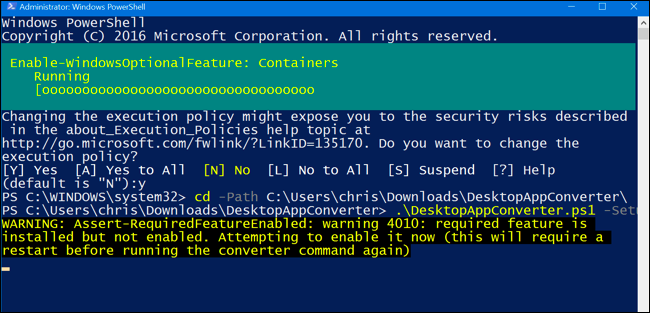 Administrator: Windows PowerShell
Windows PowerShell
Copyright (C) 2016 Microsoft Corporation. All rights reserved.
Enable-WindowsOptionalFeature: Containers
Running
[oooooooooooooooooooooooooooooooooo
Changing the execution policy might expose you to the security risks described
in the about_Execution_Policies help topic at
http://go.microsoft.com/fwlink/?LinkID=135170. Do you want to change the
execution policy?
[Y] Yes  [A] Yes to All  [N] No  [L] No to All  [S] Suspend  [?] Help
(default is "N"):y
PS C:\WINDOWS\system32> cd -Path C:\Users\chris\Downloads\DesktopAppConverter\
PS C:\Users\chris\Downloads\DesktopAppConverter> .\DesktopAppConverter.ps1 -Setu
WARNING: Assert-RequiredFeatureEnabled: warning 4010: required feature is
installed but not enabled. Attempting to enable it now (this will require a
restart before running the converter command again)